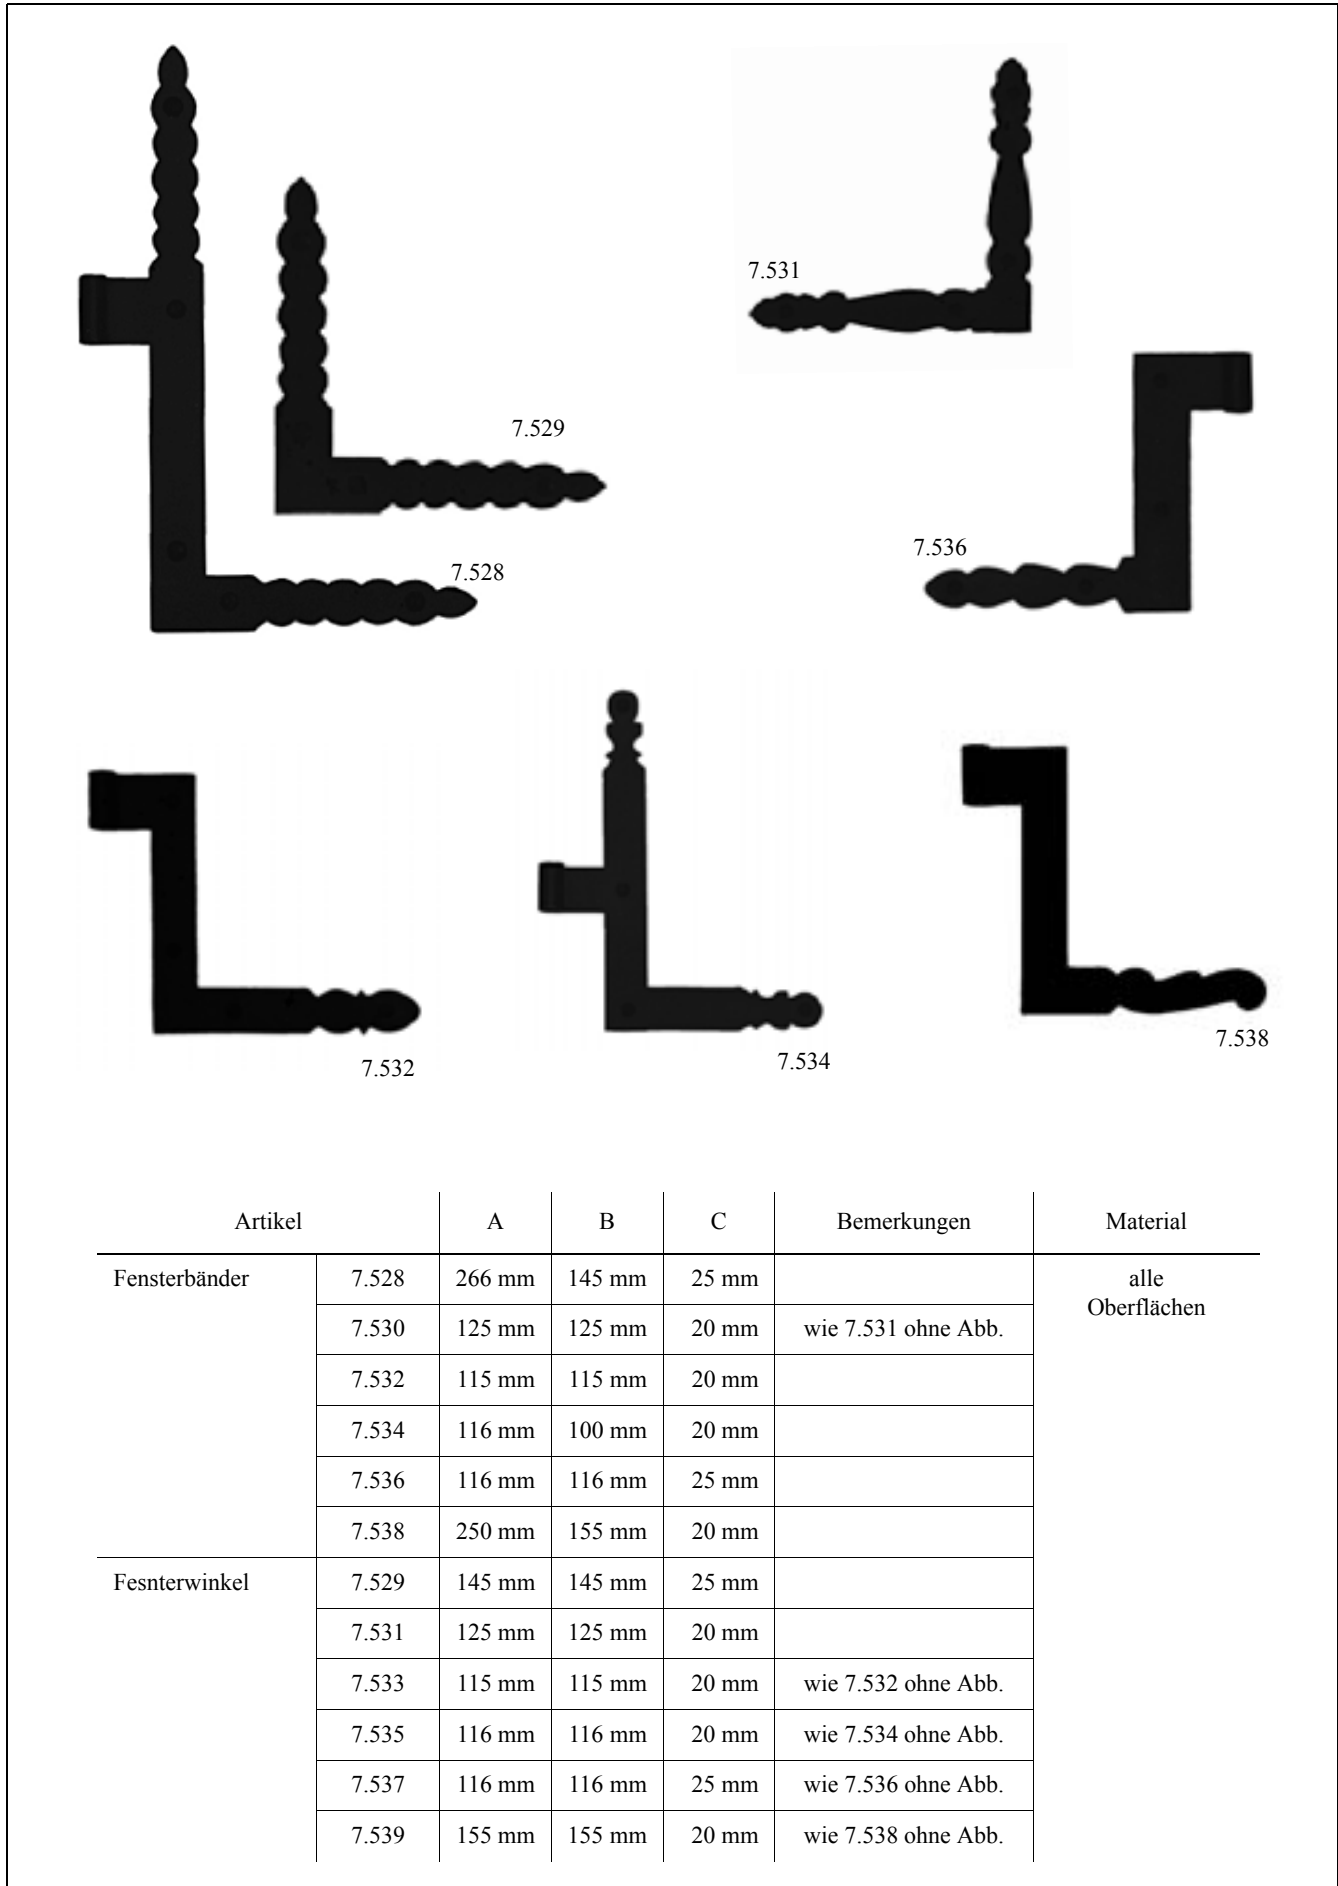 7.531
7.529
7.536
7.528
7.538
7.534
7.532
Artikel A B C Bemerkungen Material
Fensterbänder 7.528 266 mm 145 mm 25 mm alle
Oberflächen
7.530 125 mm 125 mm 20 mm wie 7.531 ohne Abb.
7.532 115 mm 115 mm 20 mm
7.534 116 mm 100 mm 20 mm
7.536 116 mm 116 mm 25 mm
7.538 250 mm 155 mm 20 mm
Fesnterwinkel 7.529 145 mm 145 mm 25 mm
7.531 125 mm 125 mm 20 mm
7.533 115 mm 115 mm 20 mm wie 7.532 ohne Abb.
7.535 116 mm 116 mm 20 mm wie 7.534 ohne Abb.
7.537 116 mm 116 mm 25 mm wie 7.536 ohne Abb.
7.539 155 mm 155 mm 20 mm wie 7.538 ohne Abb.